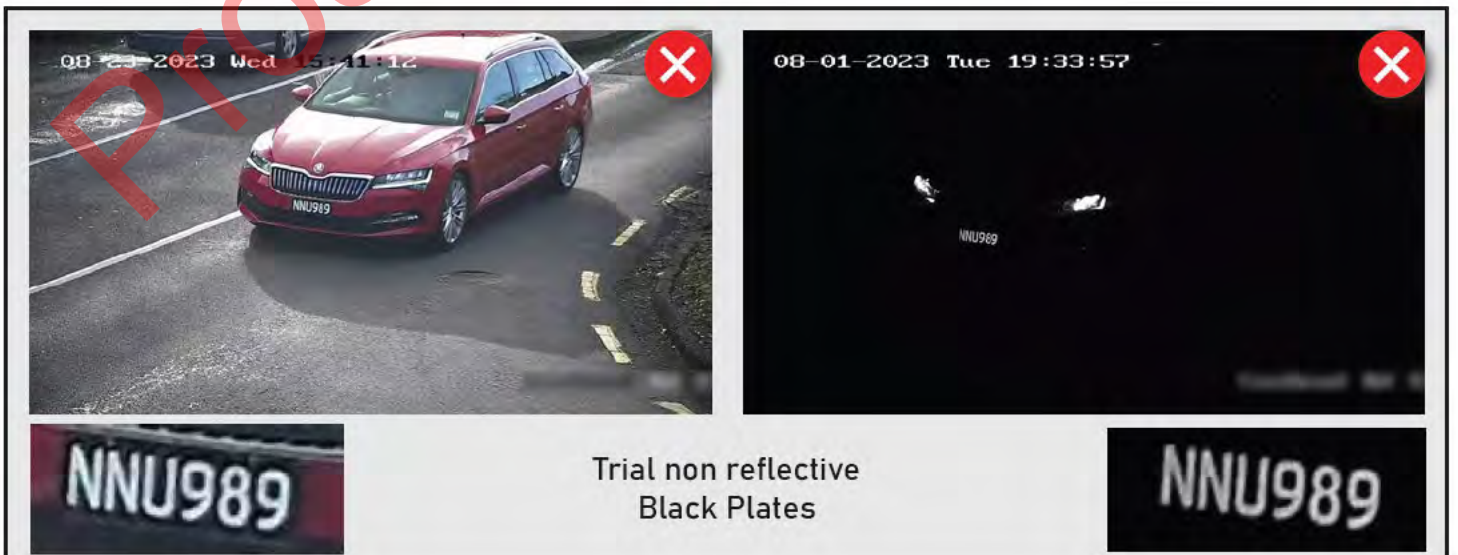 08-23-2023 Wed 15:41:12
08-01-2023 Tue 19:33:57
NNU989
NNU989
NNU989
Trial non reflective
Black Plates
NNU989